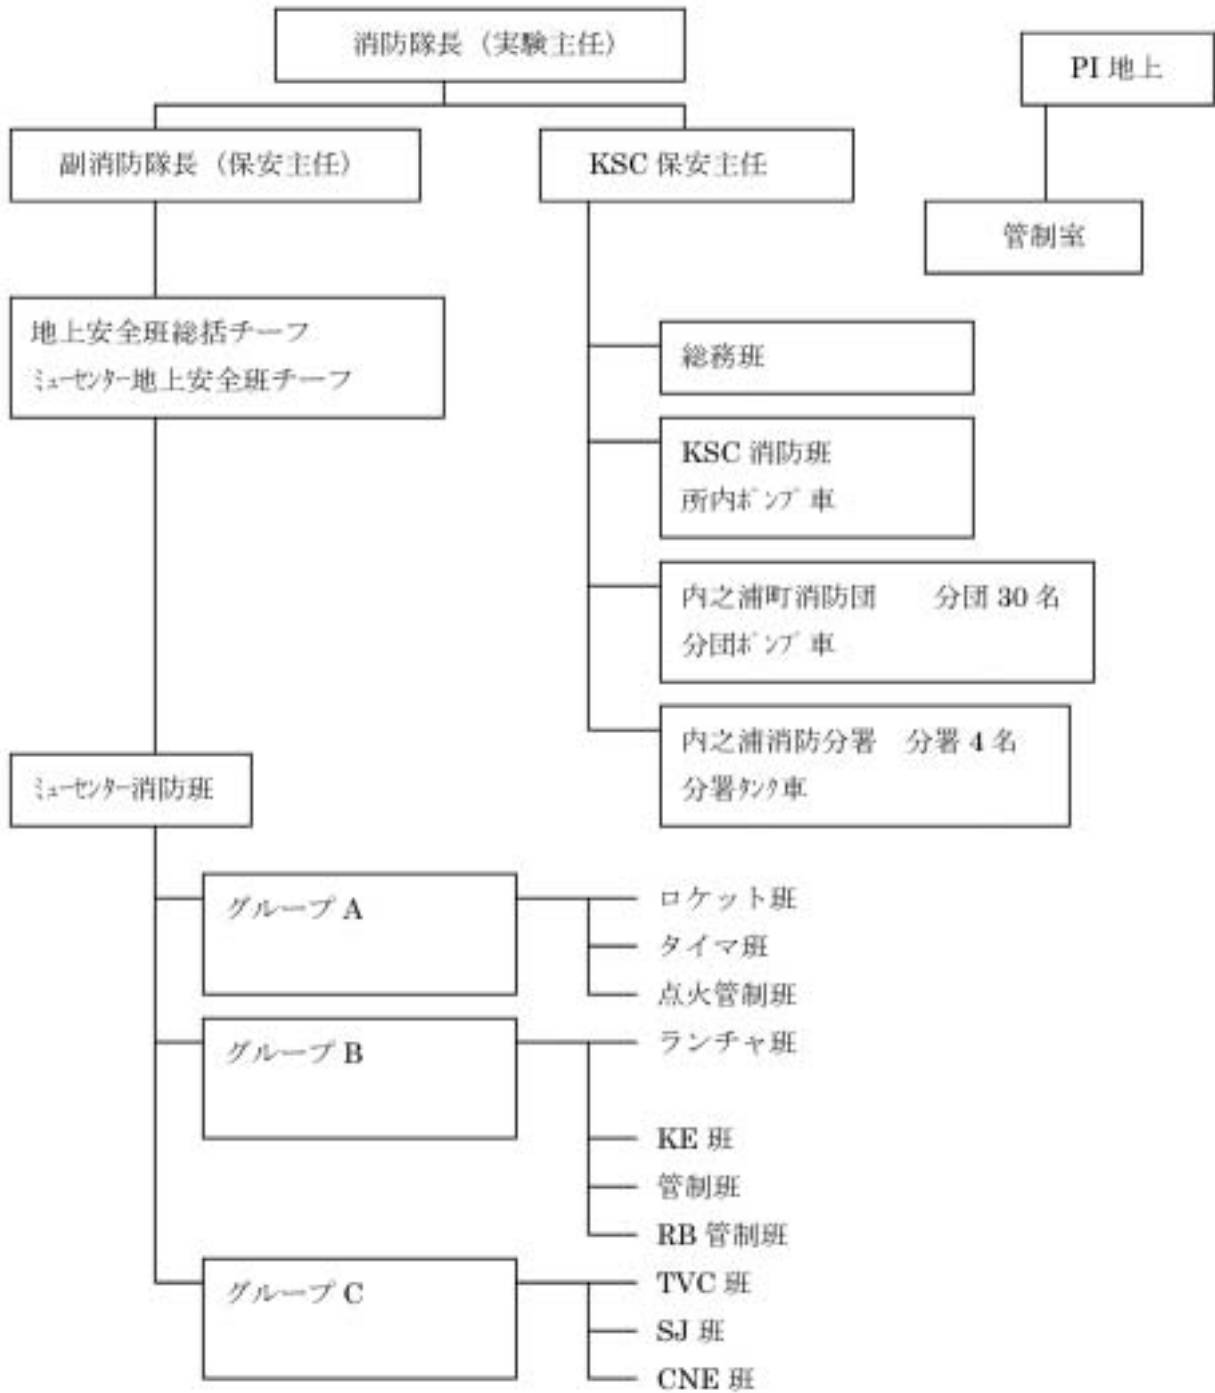 消防隊長（実験主任）
PI 地上
副消防隊長（保安主任）
KSC 保安主任
管制室
地上安全班総括チーフ
ﾐｭｰｾﾝﾀｰ地上安全班チーフ
総務班
KSC 消防班
所内ﾎﾟﾝﾌﾟ車
内之浦町消防団　　分団 30 名
分団ﾎﾟﾝﾌﾟ車
内之浦消防分署　分署 4 名
分署ﾀﾝｸ車
ﾐｭｰｾﾝﾀｰ消防班
グループ A
ロケット班
タイマ班
点火管制班
グループ B
ランチャ班
KE 班
管制班
RB 管制班
グループ C
TVC 班
SJ 班
CNE 班